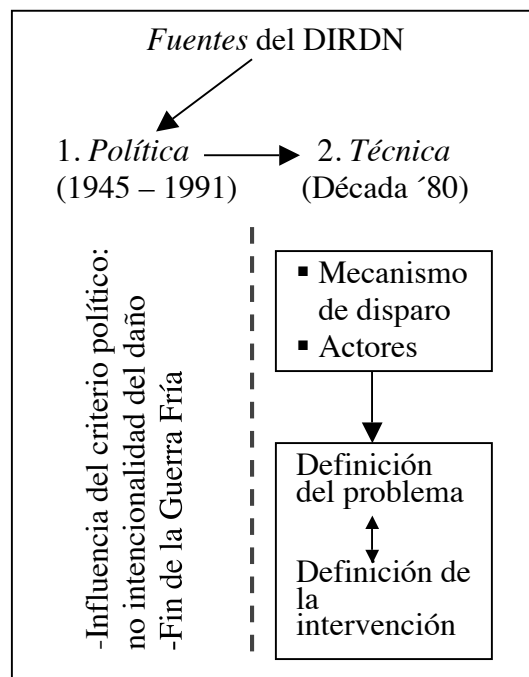 Fuentes del DIRDN
1. Política
(1945 – 1991)
2. Técnica
(Década ´80)
-Influencia del criterio político:
no intencionalidad del daño
-Fin de la Guerra Fría
▪ Mecanismo
de disparo
▪ Actores
Definición
del problema
Definición de
la
intervención